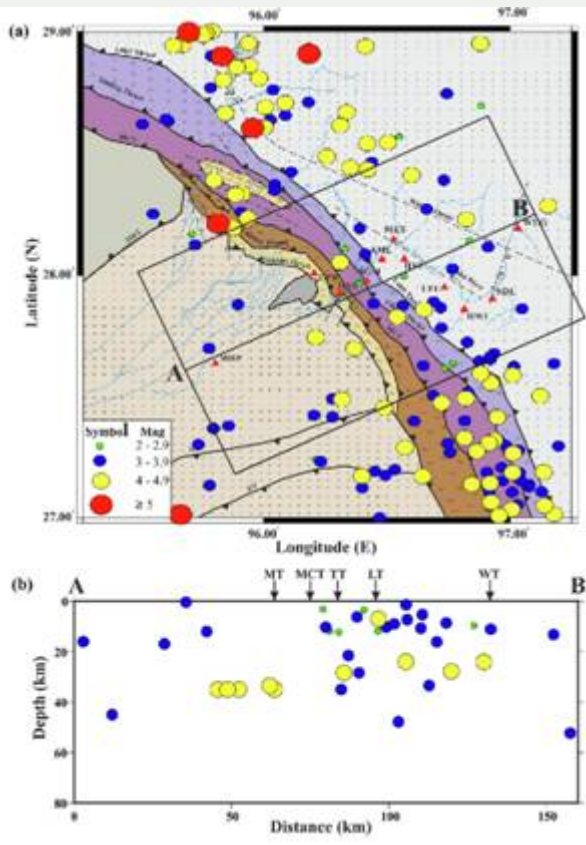 (a)
96.00°
97.00°
29.00°
28.00°
27.00°
Latitude (N)
B
A
Symbol Mag
2 - 2.9
3 - 3.9
4 - 4.9
≥ 5
96.00°
97.00°
Longitude (E)
(b)
A
MT
MCT
TT
LT
WT
B
0
20
40
60
80
Depth (km)
0
50
100
150
Distance (km)